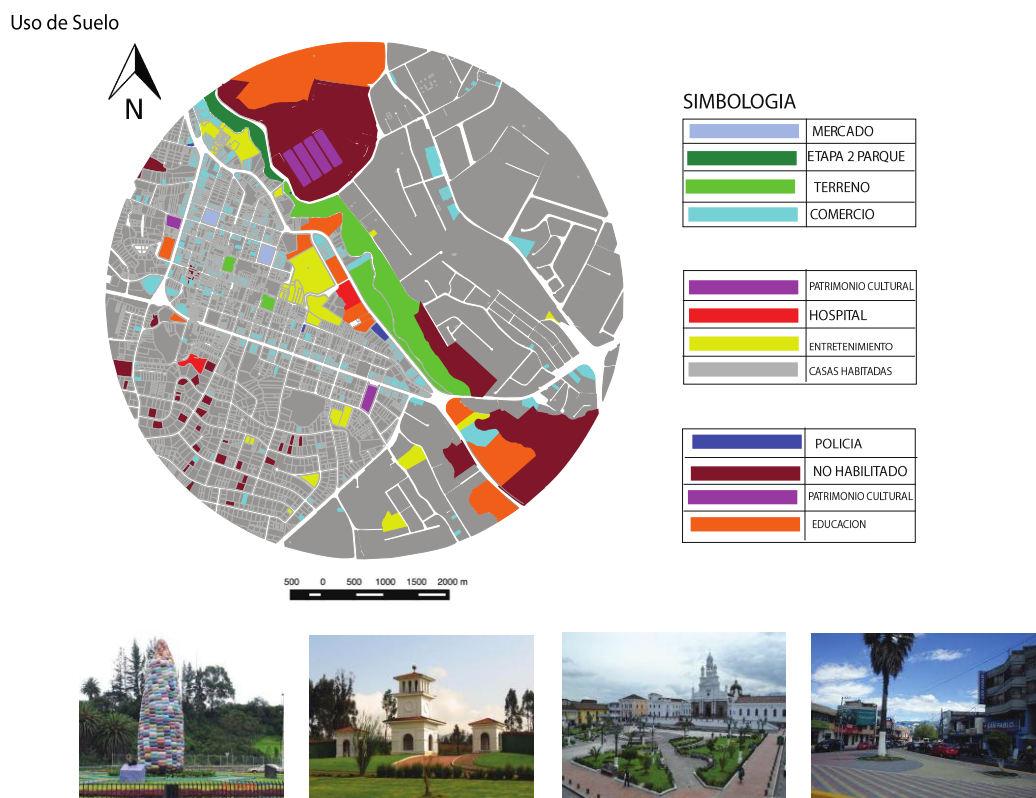 Uso de Suelo
N
SIMBOLOGIA
MERCADO
ETAPA 2 PARQUE
TERRENO
COMERCIO
PATRIMONIO CULTURAL
HOSPITAL
ENTRETENIMIENTO
CASAS HABITADAS
POLICIA
NO HABILITADO
PATRIMONIO CULTURAL
EDUCACION
500 0 500 1000 1500 2000 m